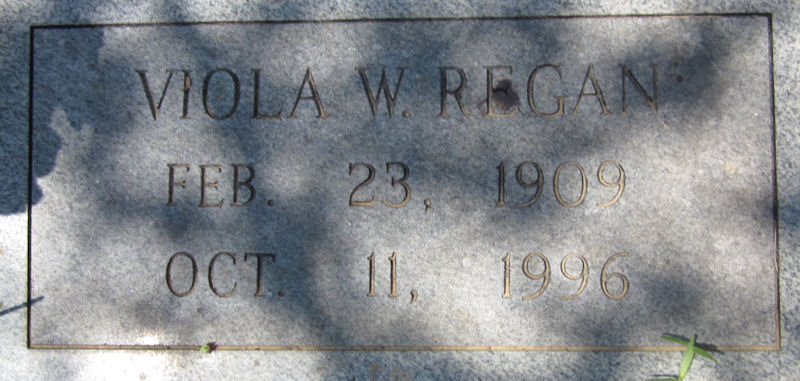 VIOLA W. REGAN
FEB. 23, 1909
OCT. 11, 1996